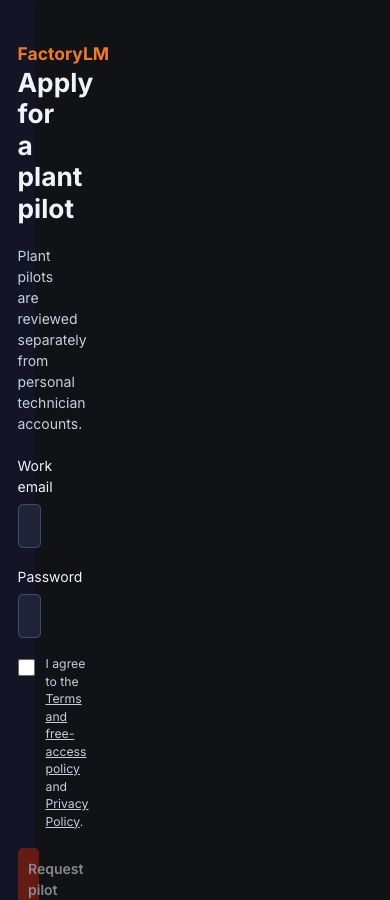 FactoryLM
Apply
for
a
plant
pilot
Plant
pilots
are
reviewed
separately
from
personal
technician
accounts.
Work
email
Password
I agree
to the
Terms
and
free-
access
policy
and
Privacy
Policy.
Request
pilot